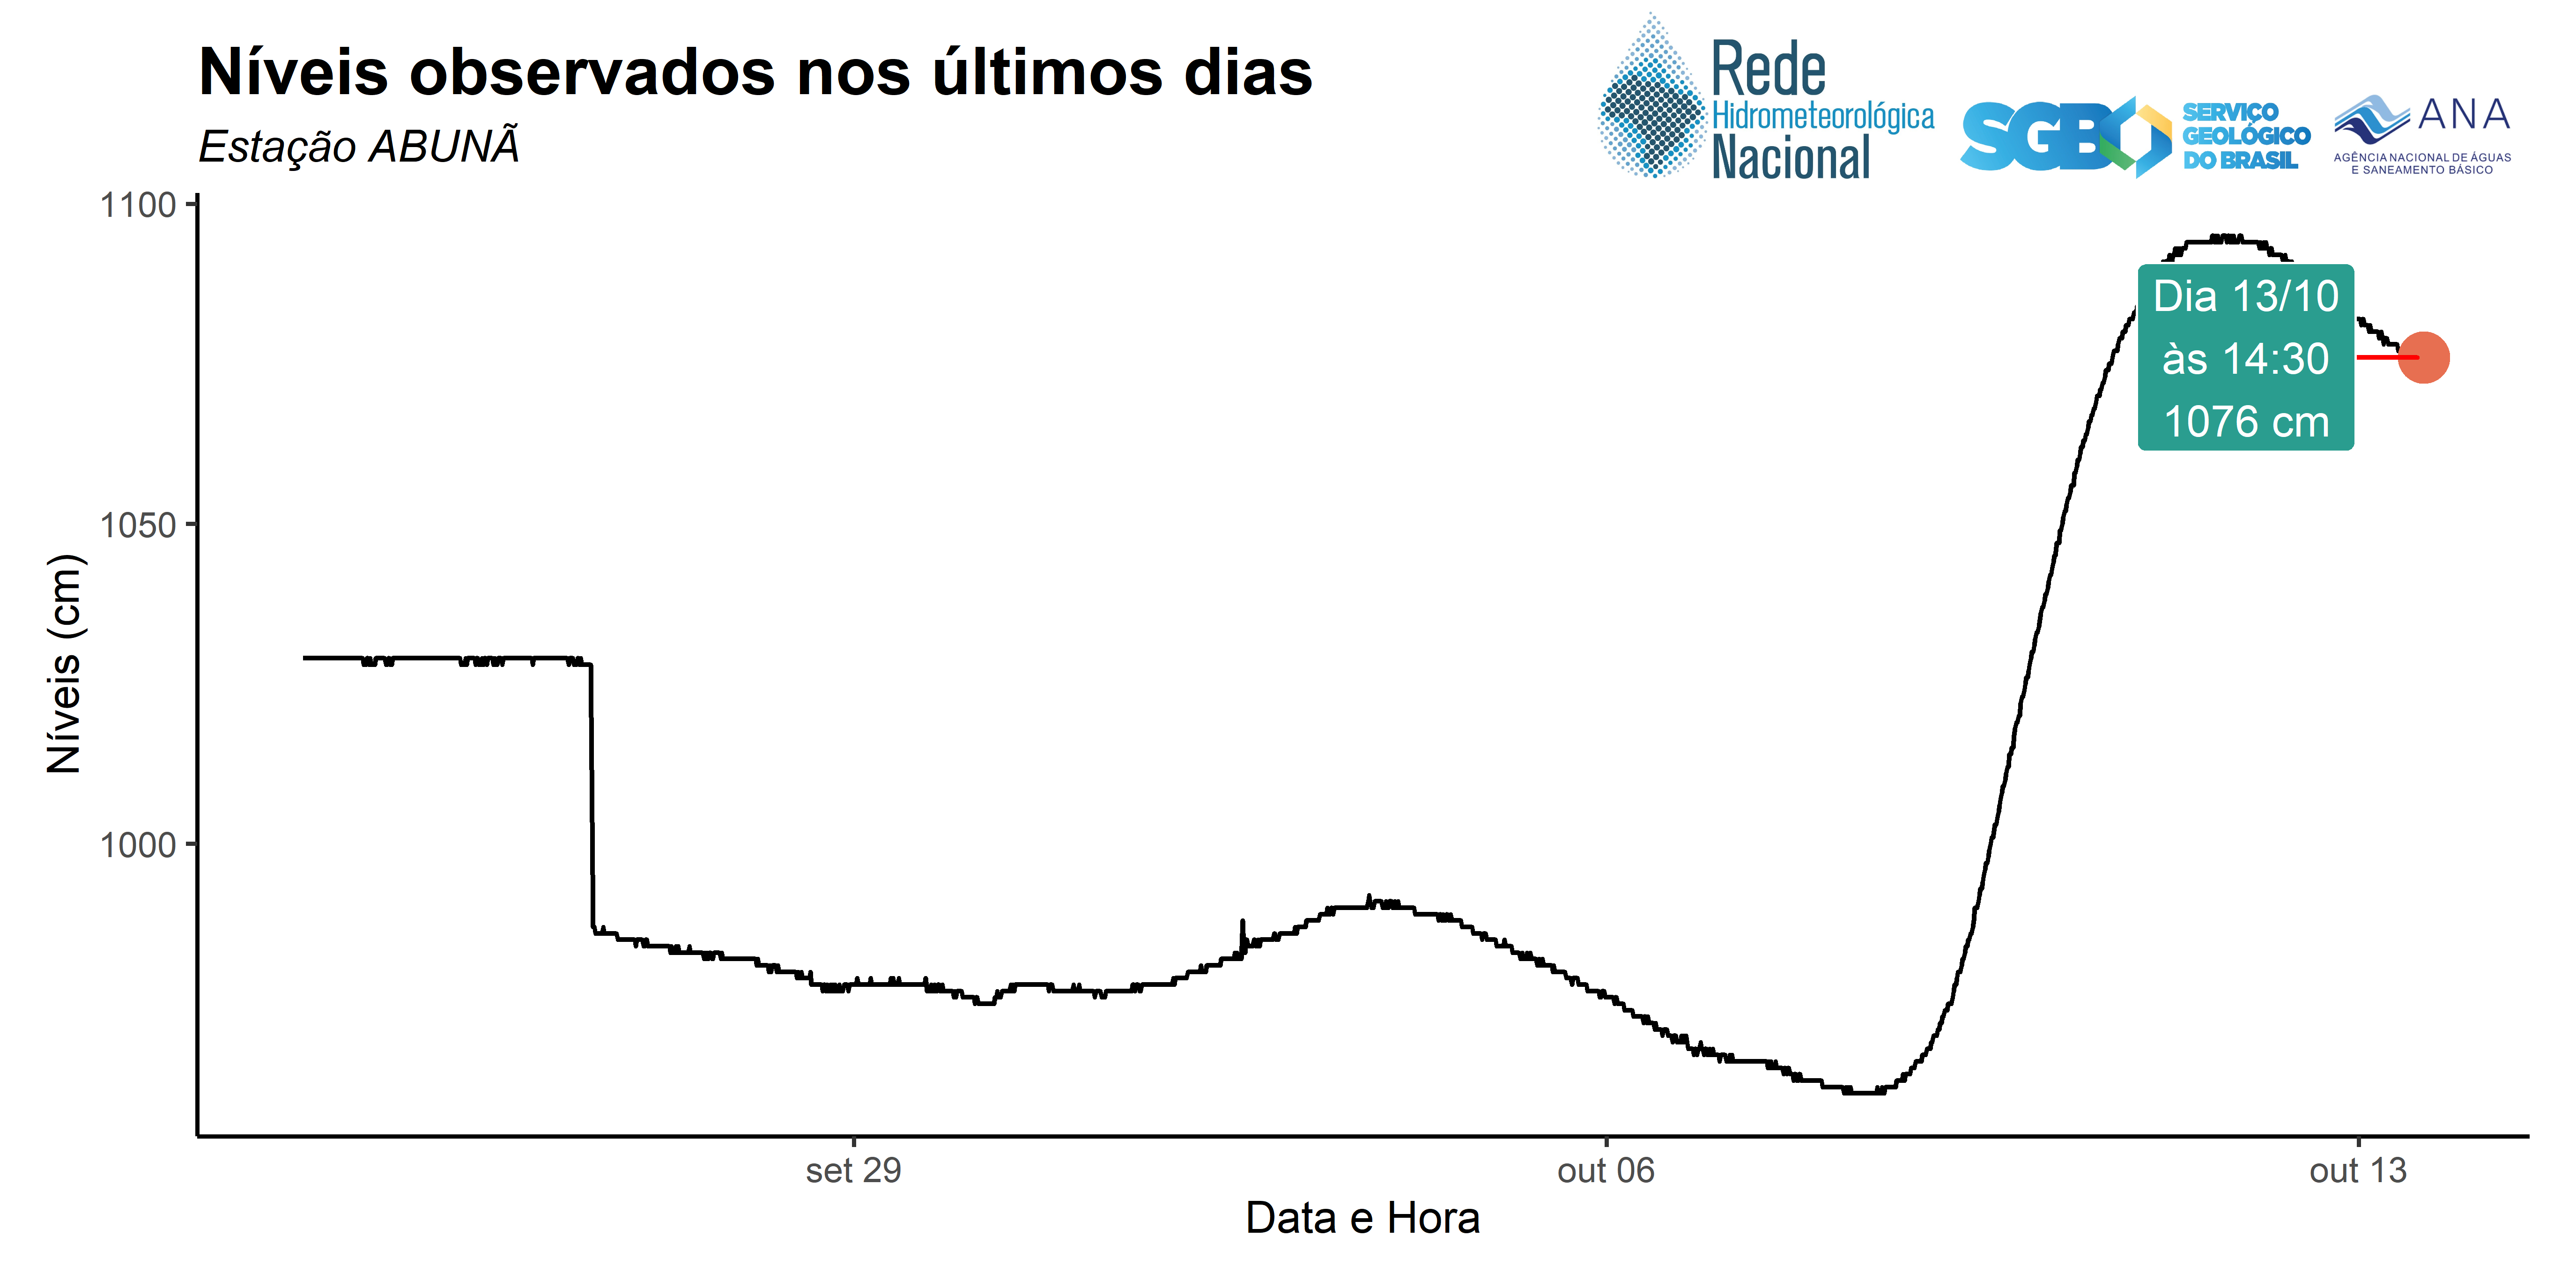 Níveis observados nos últimos dias
Estação ABUNÃ
Rede
Hidrometeorológica
Nacional
SGB
SERVIÇO
GEOLÓGICO
DO BRASIL
ANA
AGÊNCIA NACIONAL DE ÁGUAS
E SANEAMENTO BÁSICO
1100
1050
1000
Níveis (cm)
Dia 13/10
às 14:30
1076 cm
set 29
out 06
out 13
Data e Hora